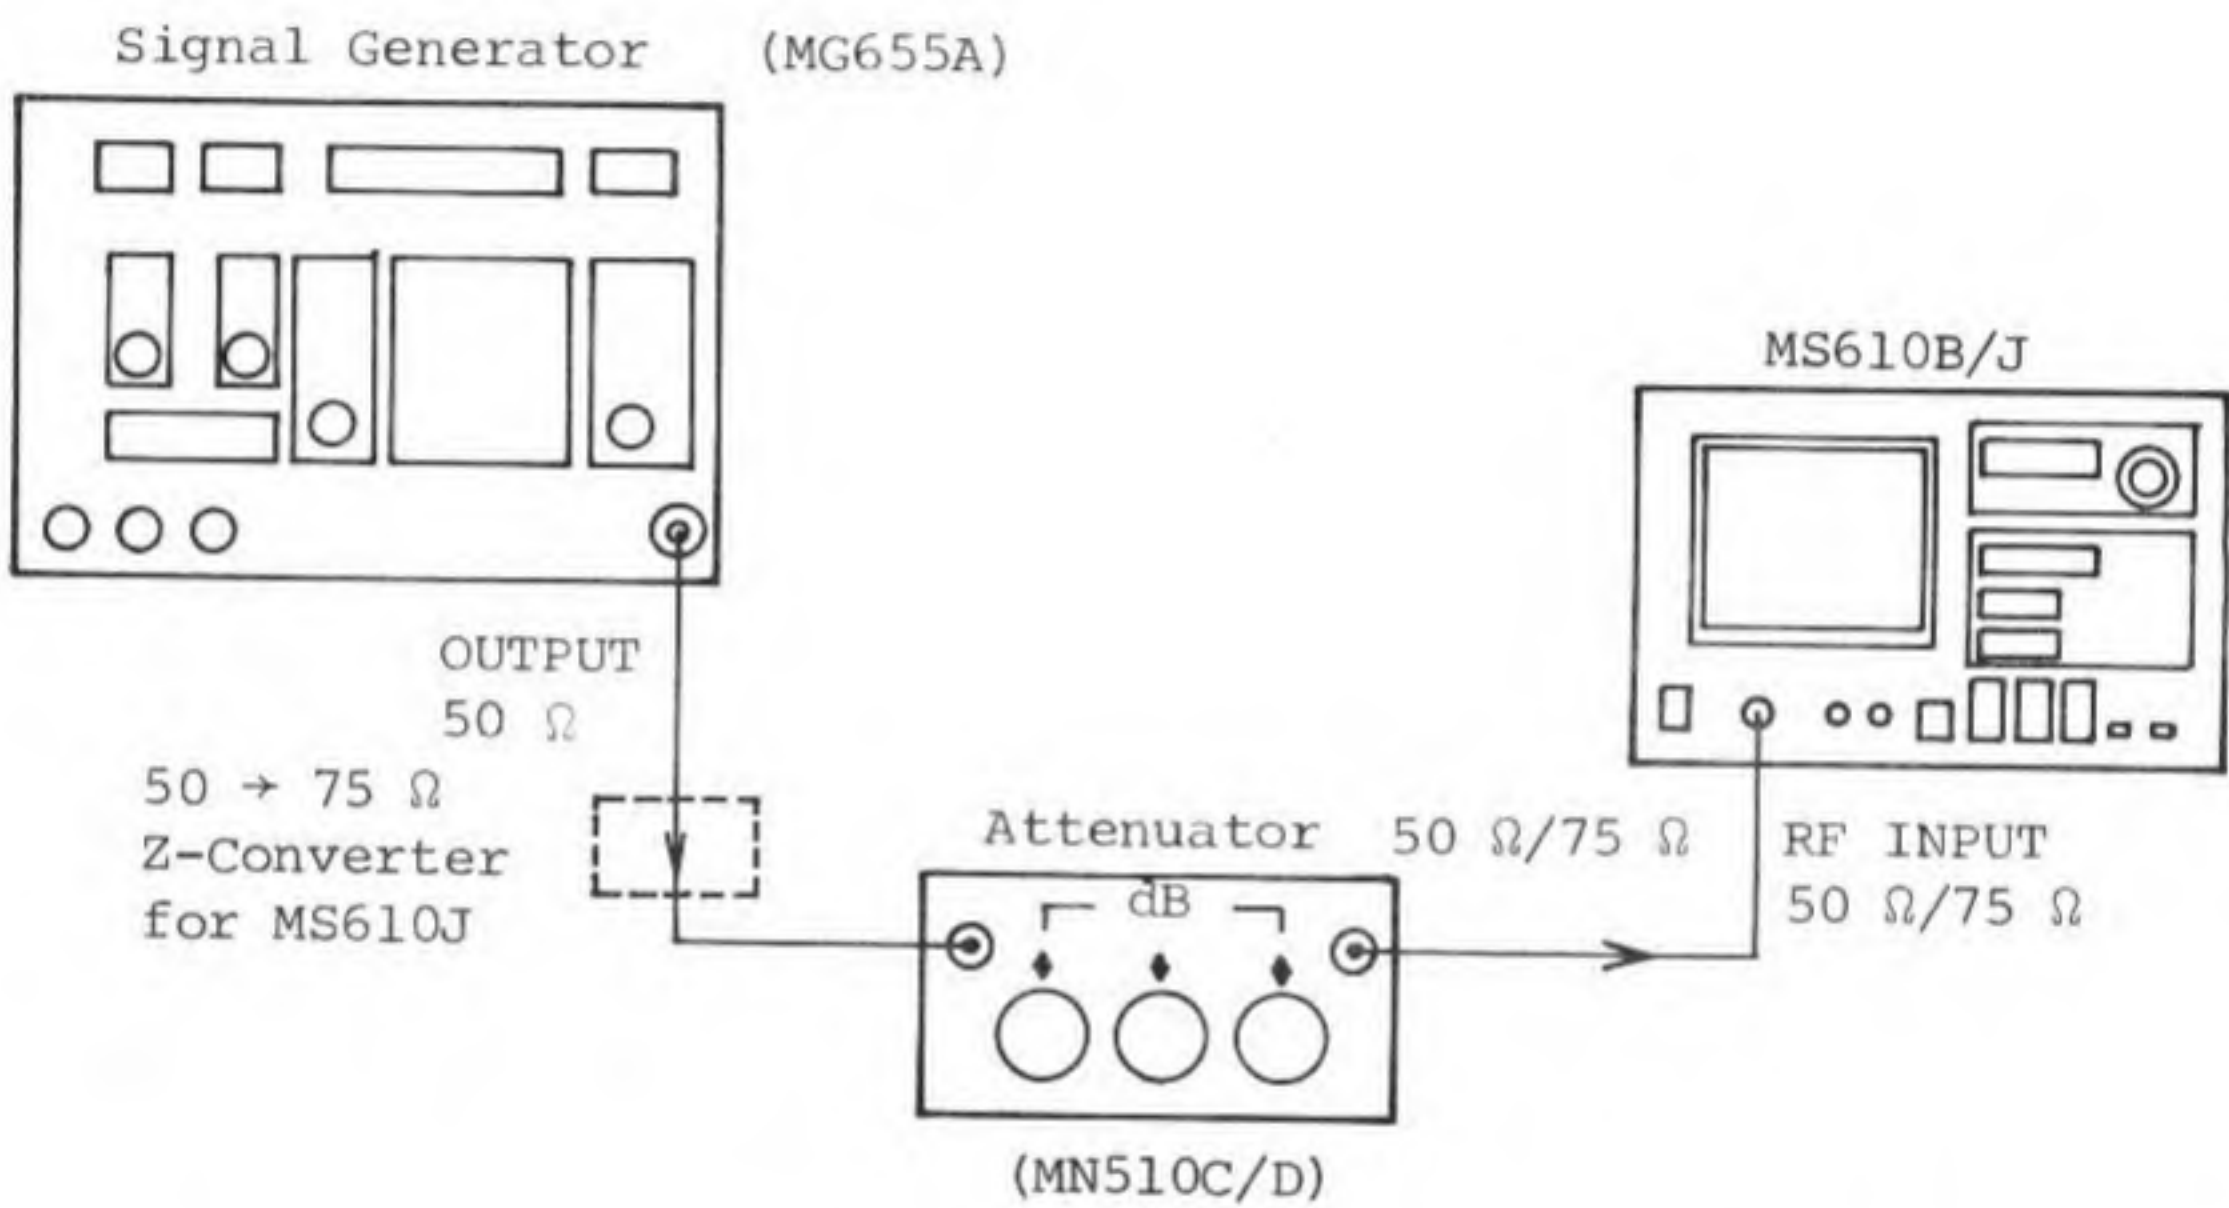 Signal Generator (MG655A)
MS610B/J
OUTPUT
50 Ω
50 → 75 Ω
Z-Converter
for MS610J
Attenuator 50 Ω/75 Ω
dB
(MN510C/D)
RF INPUT
50 Ω/75 Ω